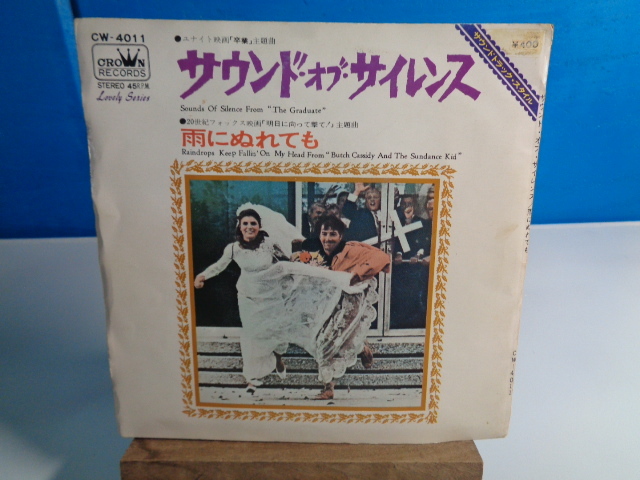 CW-4011
CROWN
RECORDS
STEREO 45R.P.M.
Lovely Series
●ユナイト映画「卒業」主題曲
サウンド・オブ・サイレンス
Sounds Of Silence From "The Graduate"
●20世紀フォックス映画「明日に向って撃て!」主題曲
雨にぬれても
Raindrops Keep Fallin' On My Head From "Butch Cassidy And The Sundance Kid"
サウンドトラック・スタイル
¥400
CW-4011